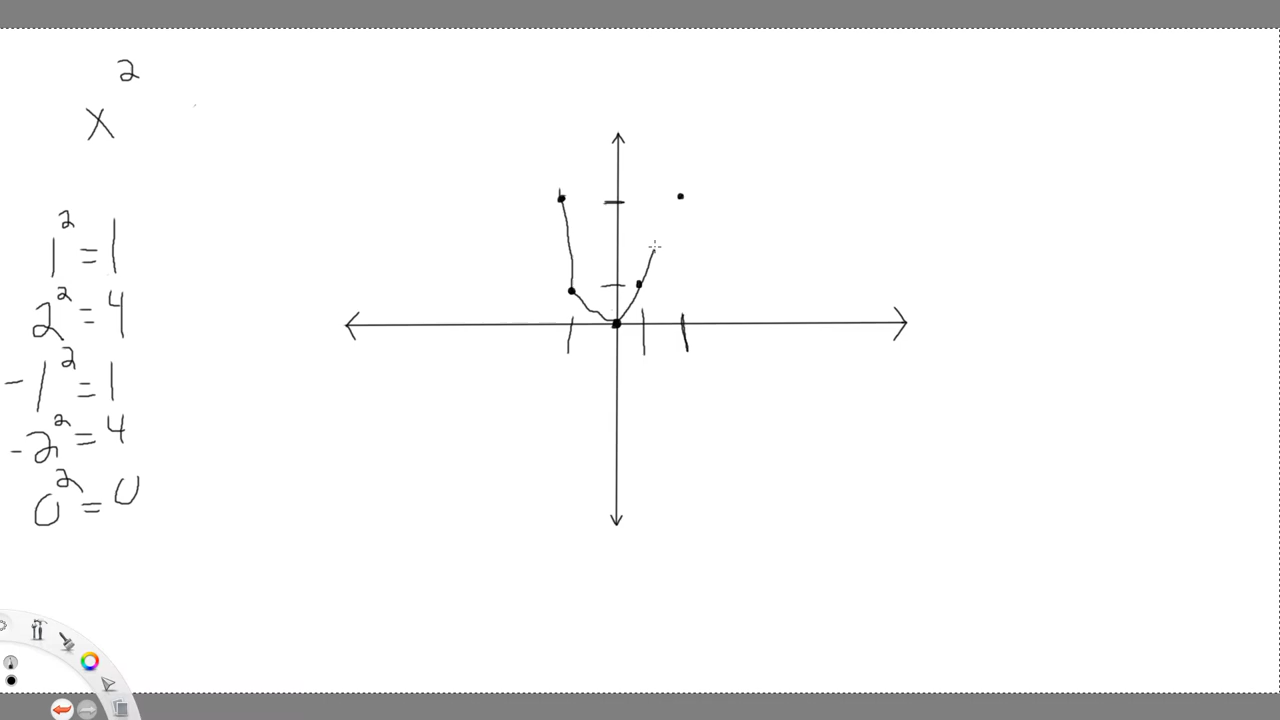 x²
1² = 1
2² = 4
-1² = 1
-2² = 4
0² = 0